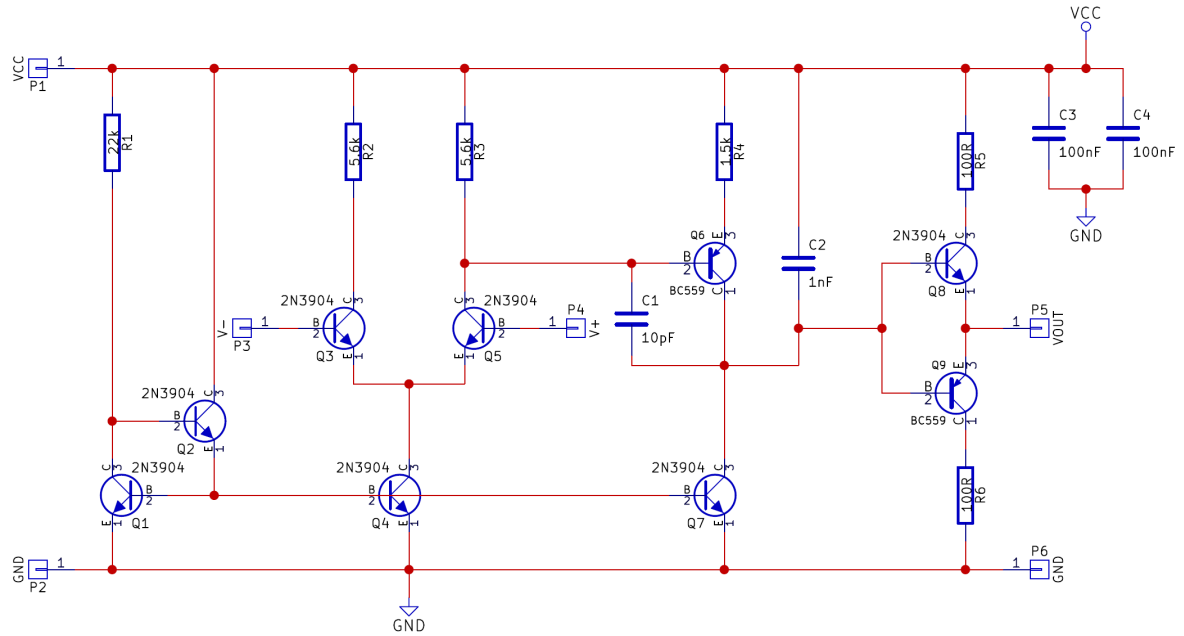 VCC
VCC
1
P1
22k
R1
5.6k
R2
5.6k
R3
1.5k
R4
100R
R5
C3
100nF
C4
100nF
GND
Q6
E
3
B
2
BC559
C
1
C2
1nF
2N3904
C
3
B
2
E
1
Q8
2N3904
C
3
V-
1
P3
B
2
E
1
Q3
2N3904
C
3
B
2
E
1
Q5
P4
1
V+
C1
10pF
P5
1
VOUT
Q9
E
3
B
2
BC559
C
1
2N3904
C
3
B
2
Q2
E
1
C
3
2N3904
B
2
E
1
Q1
2N3904
C
3
B
2
Q4
E
1
2N3904
C
3
B
2
Q7
E
1
100R
R6
GND
1
P2
P6
1
GND
GND